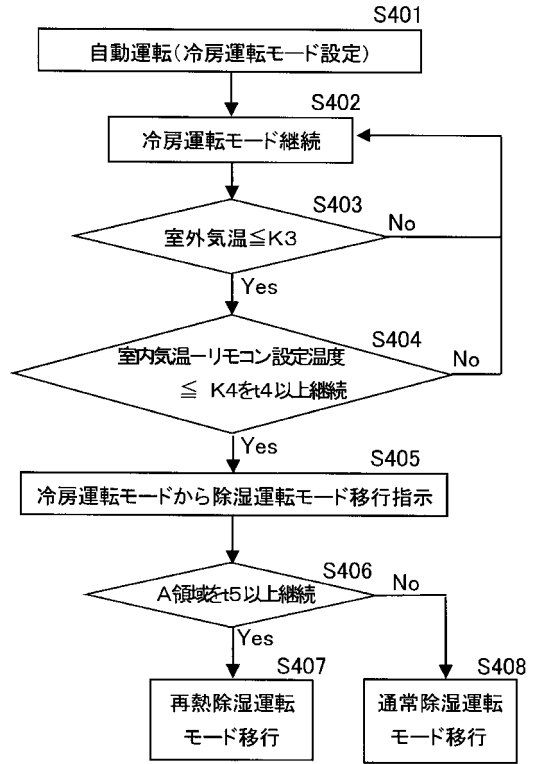 S401
自動運転(冷房運転モード設定)
S402
冷房運転モード継続
S403
室外気温≦K3
No
Yes
S404
室内気温ーリモコン設定温度
≦ K4をt4以上継続
No
Yes
S405
冷房運転モードから除湿運転モード移行指示
S406
A領域をt5以上継続
No
Yes
S407
再熱除湿運転
モード移行
S408
通常除湿運転
モード移行